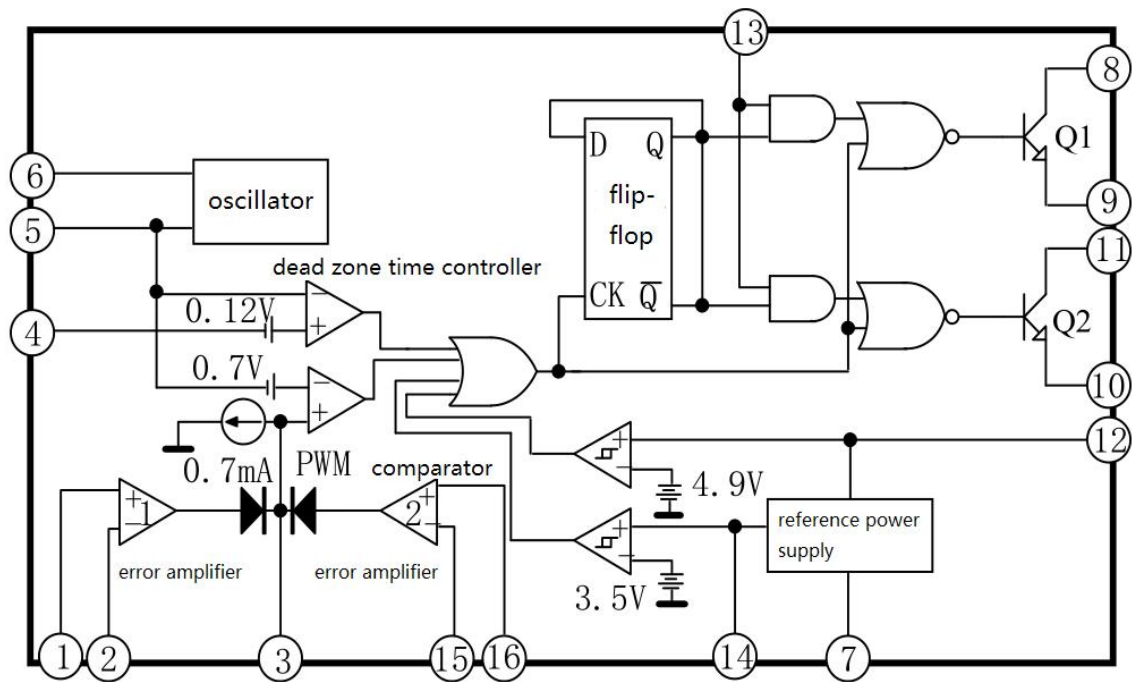 13
8
D Q
Q1
6
oscillator
flip-
flop
9
5
11
dead zone time controller
CK Q̅
0.12V
Q2
4
0.7V
10
12
0.7mA PWM
comparator
4.9V
1
2
reference power
supply
error amplifier
error amplifier
3.5V
1
2
3
15
16
14
7
+
−
+
−
+
−
+
−
+
−
+
−